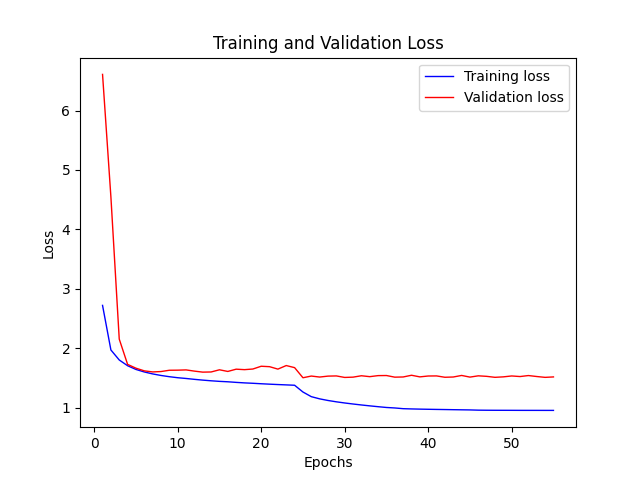 Training and Validation Loss
Training loss
Validation loss
6
5
4
3
2
1
Loss
0 10 20 30 40 50
Epochs